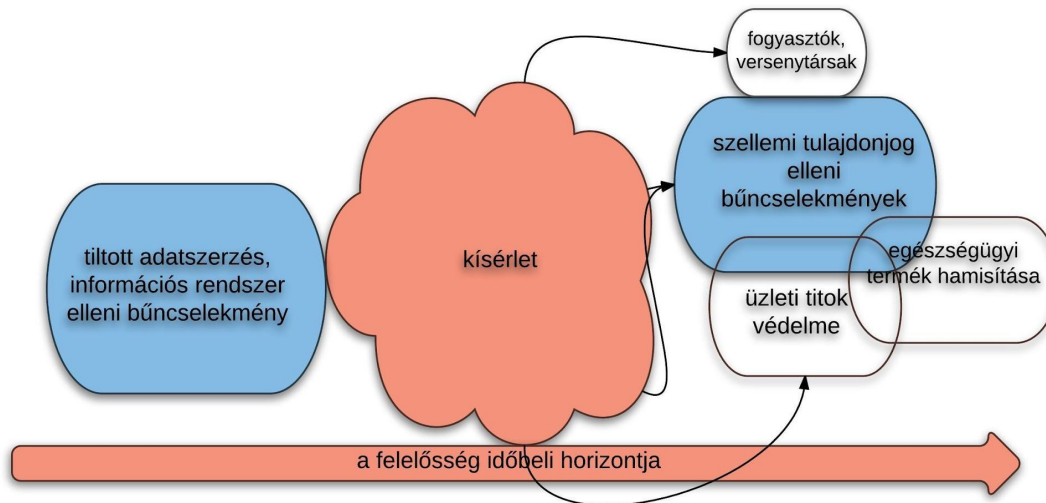 fogyasztók,
versenytársak
szellemi tulajdonjog
elleni
bűncselekmények
tiltott adatszerzés,
információs rendszer
elleni bűncselekmény
kísérlet
egészségügyi
termék hamisítása
üzleti titok
védelme
a felelősség időbeli horizontja